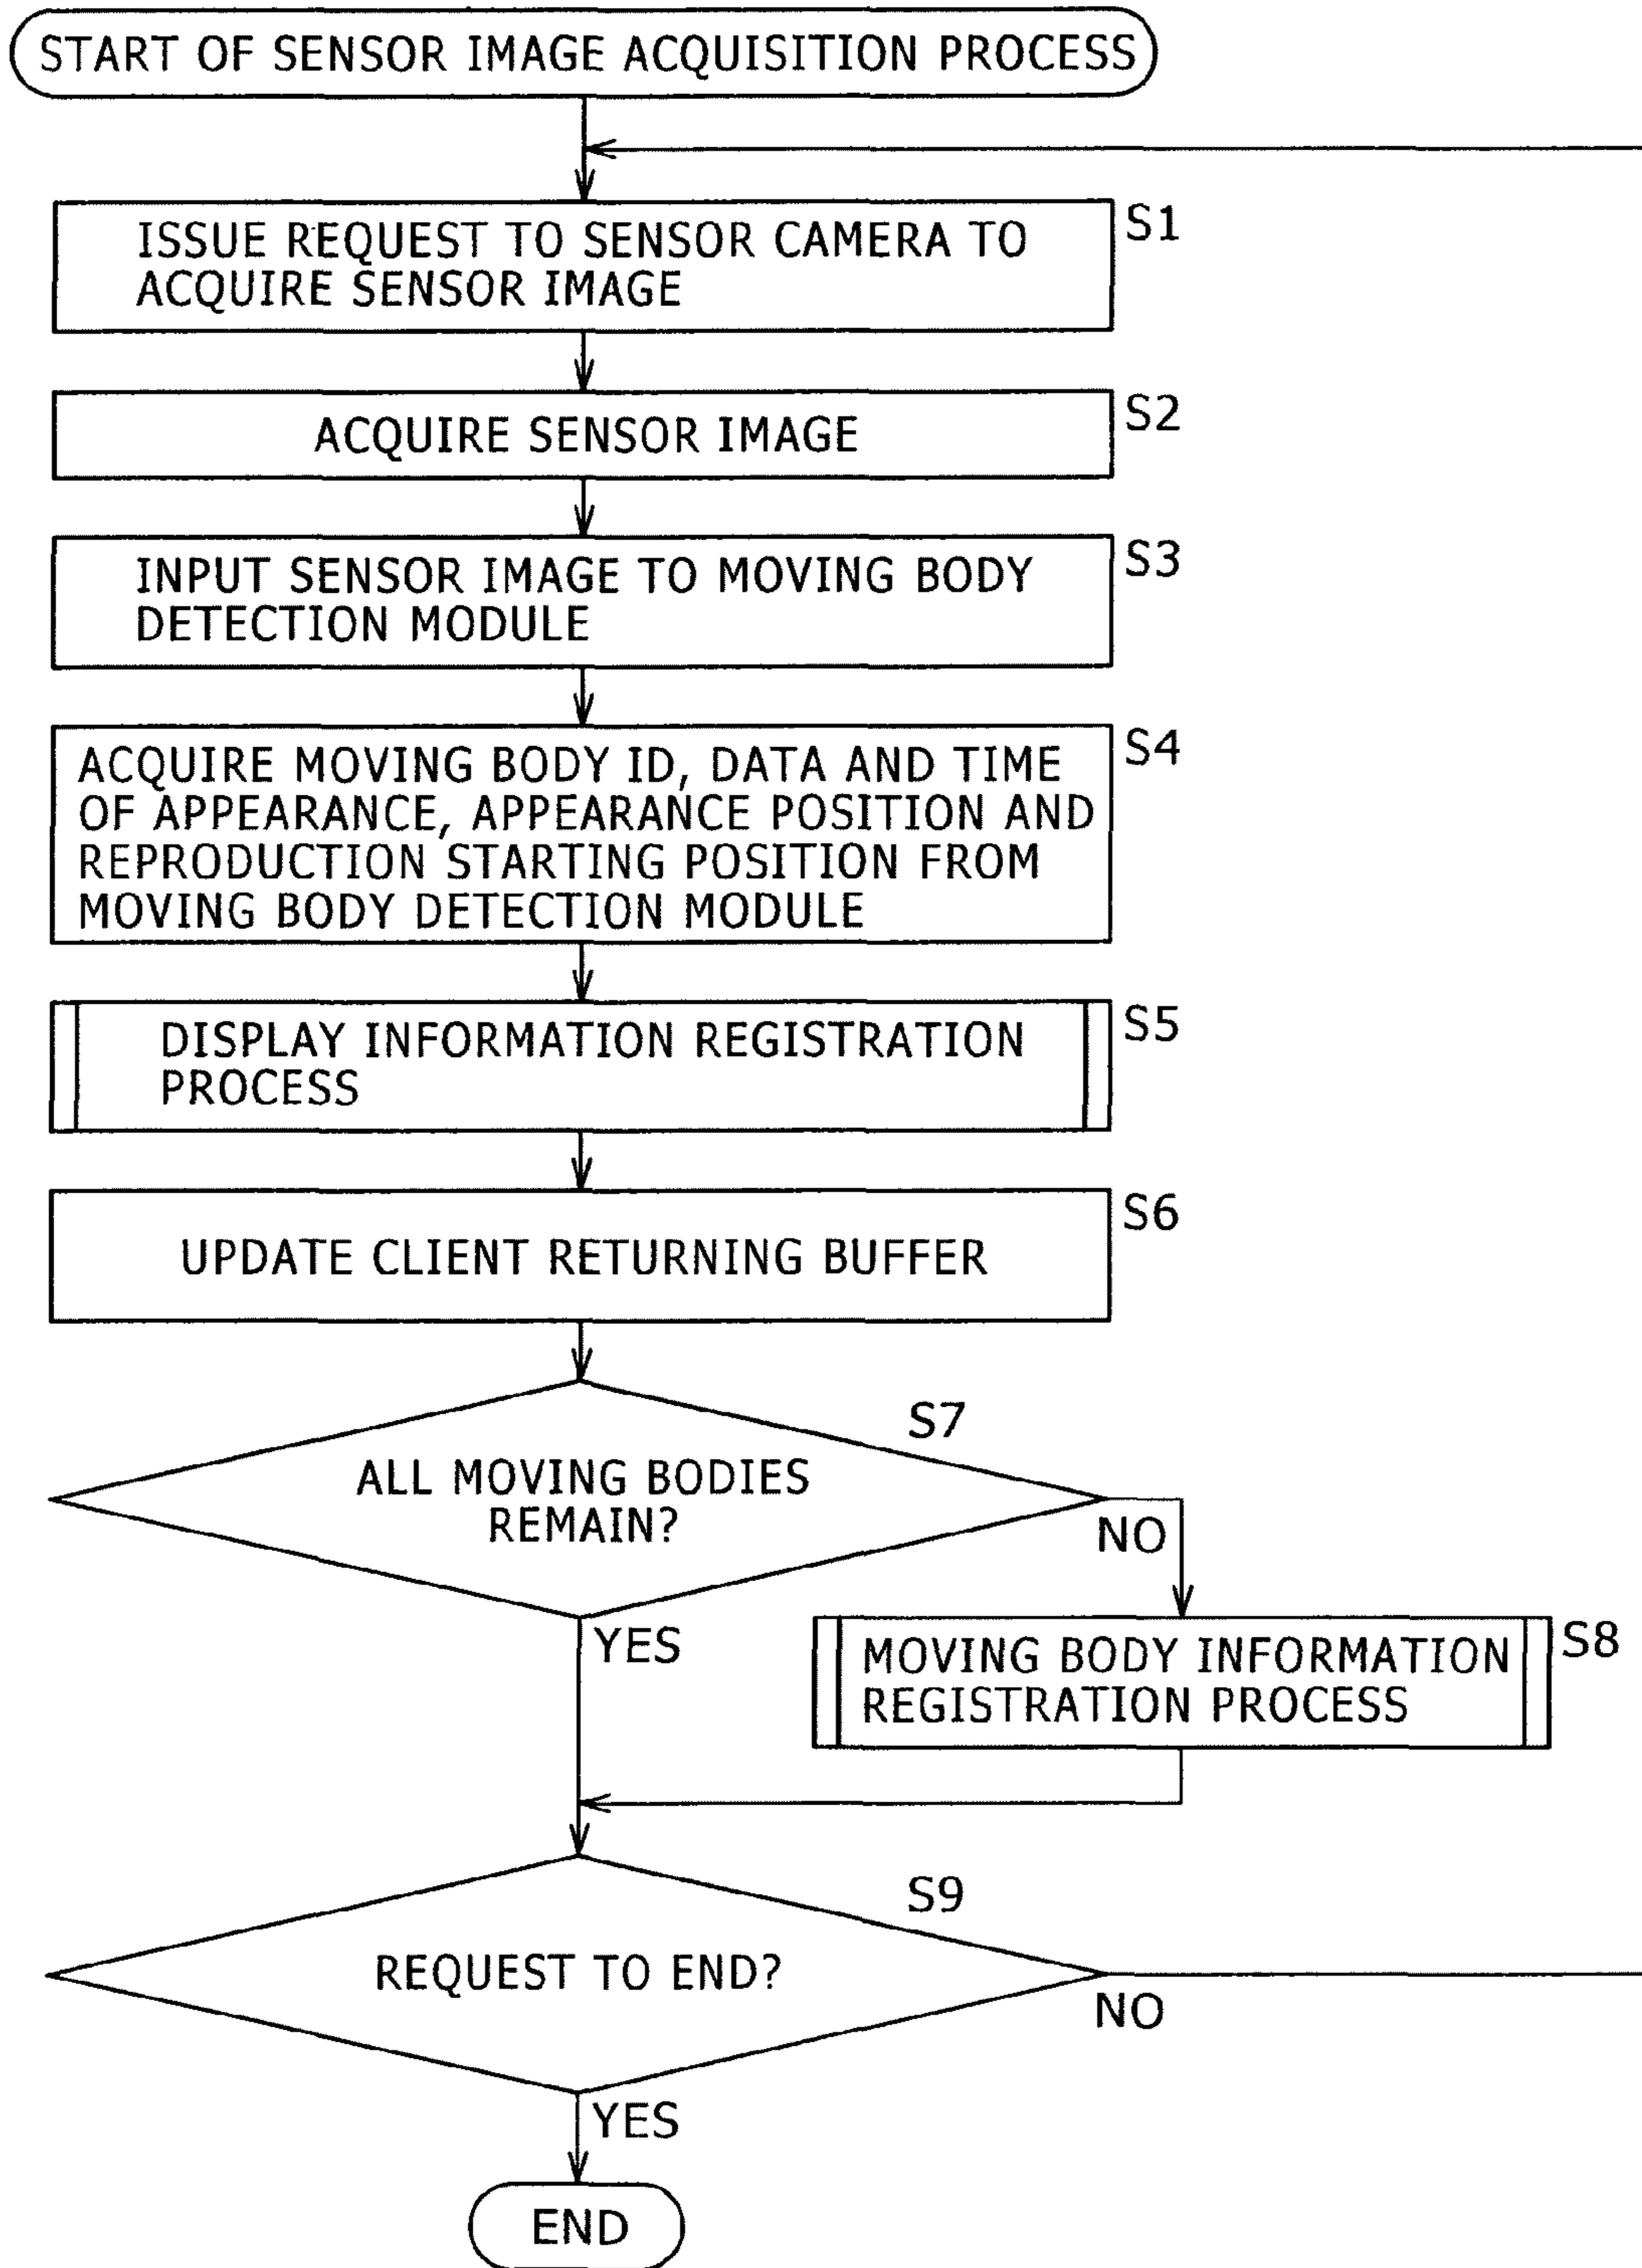 START OF SENSOR IMAGE ACQUISITION PROCESS
ISSUE REQUEST TO SENSOR CAMERA TO
ACQUIRE SENSOR IMAGE
S1
ACQUIRE SENSOR IMAGE
S2
INPUT SENSOR IMAGE TO MOVING BODY
DETECTION MODULE
S3
ACQUIRE MOVING BODY ID, DATA AND TIME
OF APPEARANCE, APPEARANCE POSITION AND
REPRODUCTION STARTING POSITION FROM
MOVING BODY DETECTION MODULE
S4
DISPLAY INFORMATION REGISTRATION
PROCESS
S5
UPDATE CLIENT RETURNING BUFFER
S6
S7
ALL MOVING BODIES
REMAIN?
NO
YES
MOVING BODY INFORMATION
REGISTRATION PROCESS
S8
S9
REQUEST TO END?
NO
YES
END